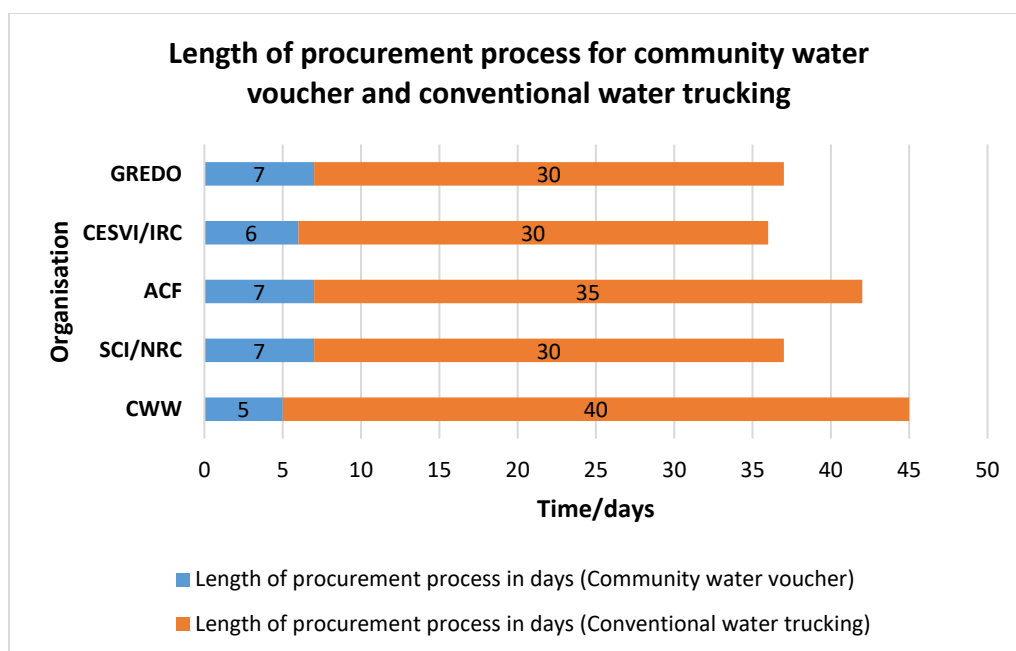 Length of procurement process for community water
voucher and conventional water trucking
Organisation
GREDO 7 30
CESVI/IRC 6 30
ACF 7 35
SCI/NRC 7 30
CWW 5 40
0 5 10 15 20 25 30 35 40 45 50
Time/days
Length of procurement process in days (Community water voucher)
Length of procurement process in days (Conventional water trucking)